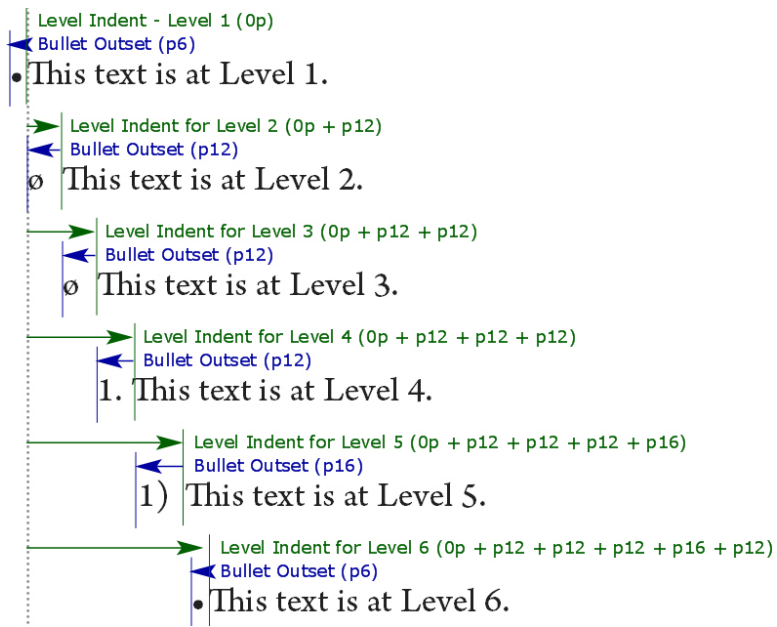 Level Indent - Level 1 (0p)
Bullet Outset (p6)
• This text is at Level 1.
Level Indent for Level 2 (0p + p12)
Bullet Outset (p12)
ø This text is at Level 2.
Level Indent for Level 3 (0p + p12 + p12)
Bullet Outset (p12)
ø This text is at Level 3.
Level Indent for Level 4 (0p + p12 + p12 + p12)
Bullet Outset (p12)
1. This text is at Level 4.
Level Indent for Level 5 (0p + p12 + p12 + p12 + p16)
Bullet Outset (p16)
1) This text is at Level 5.
Level Indent for Level 6 (0p + p12 + p12 + p12 + p16 + p12)
Bullet Outset (p6)
• This text is at Level 6.